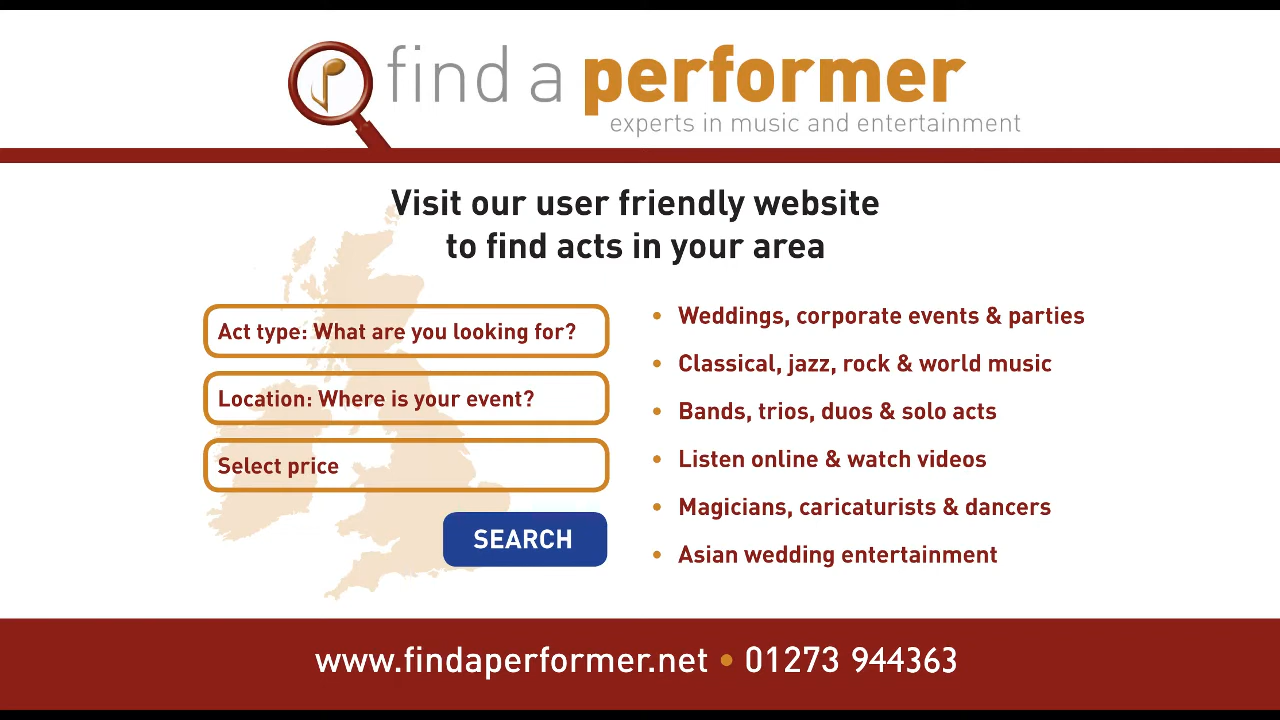 find a performer
experts in music and entertainment
Visit our user friendly website
to find acts in your area
Act type: What are you looking for?
Location: Where is your event?
Select price
SEARCH
Weddings, corporate events & parties
Classical, jazz, rock & world music
Bands, trios, duos & solo acts
Listen online & watch videos
Magicians, caricaturists & dancers
Asian wedding entertainment
www.findaperformer.net • 01273 944363